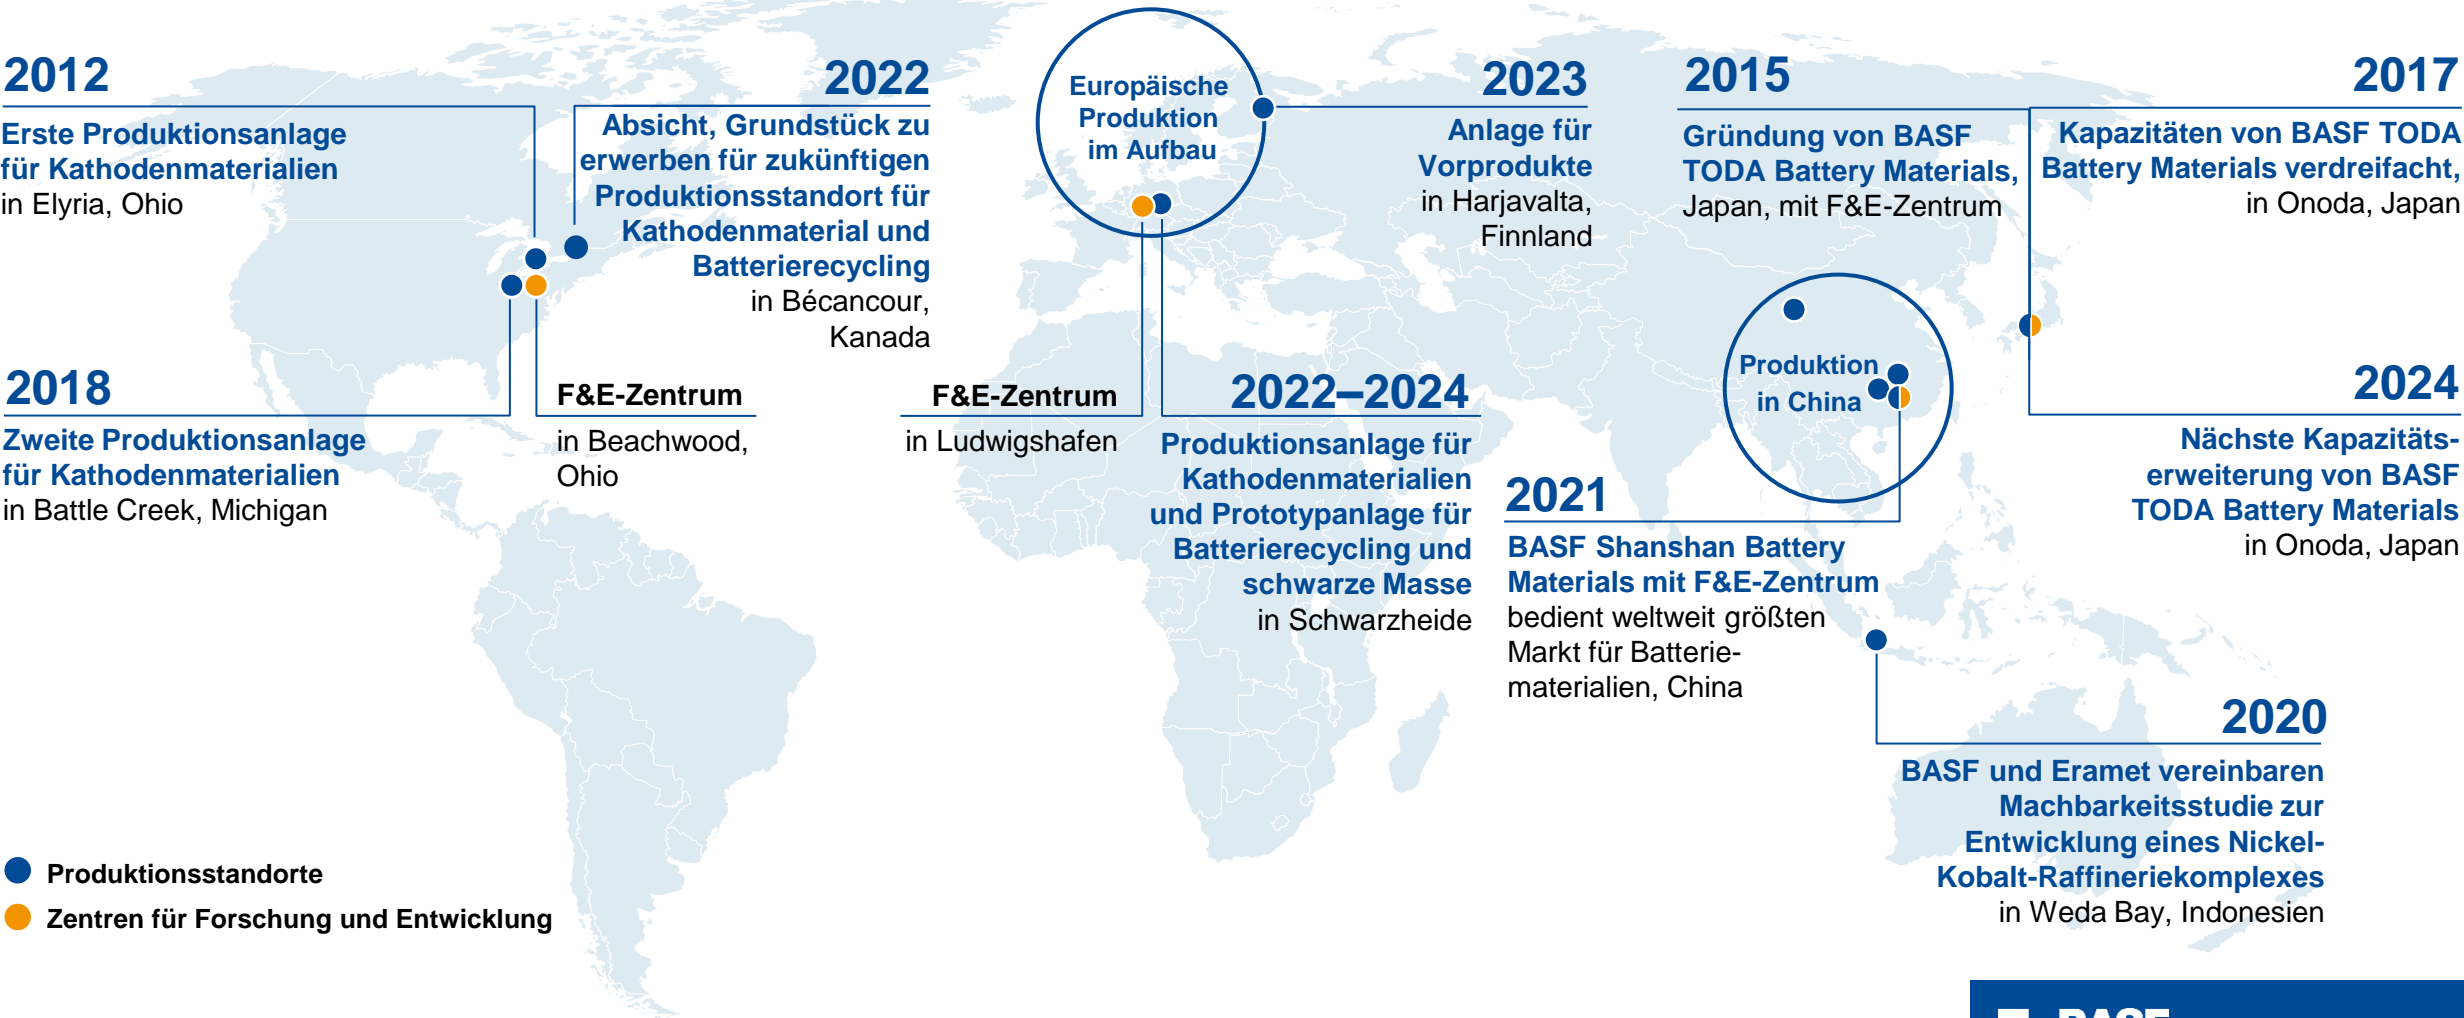 2012
Erste Produktionsanlage
für Kathodenmaterialien
in Elyria, Ohio
2022
Absicht, Grundstück zu
erwerben für zukünftigen
Produktionsstandort für
Kathodenmaterial und
Batterierecycling
in Bécancour,
Kanada
Europäische
Produktion
im Aufbau
2023
Anlage für
Vorprodukte
in Harjavalta,
Finnland
2015
Gründung von BASF
TODA Battery Materials,
Japan, mit F&E-Zentrum
2017
Kapazitäten von BASF TODA
Battery Materials verdreifacht,
in Onoda, Japan
2018
Zweite Produktionsanlage
für Kathodenmaterialien
in Battle Creek, Michigan
F&E-Zentrum
in Beachwood,
Ohio
F&E-Zentrum
in Ludwigshafen
2022–2024
Produktionsanlage für
Kathodenmaterialien
und Prototypanlage für
Batterierecycling und
schwarze Masse
in Schwarzheide
Produktion
in China
2021
BASF Shanshan Battery
Materials mit F&E-Zentrum
bedient weltweit größten
Markt für Batterie-
materialien, China
2024
Nächste Kapazitäts-
erweiterung von BASF
TODA Battery Materials
in Onoda, Japan
2020
BASF und Eramet vereinbaren
Machbarkeitsstudie zur
Entwicklung eines Nickel-
Kobalt-Raffineriekomplexes
in Weda Bay, Indonesien
Produktionsstandorte
Zentren für Forschung und Entwicklung
BASF